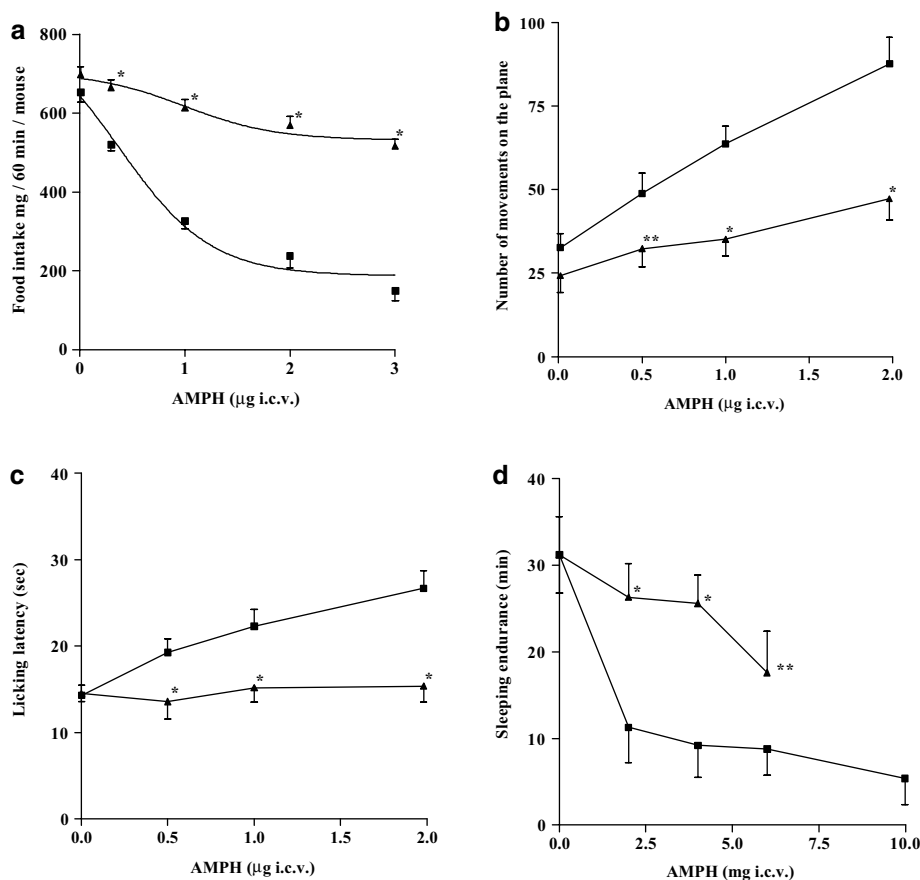 a
800
600
400
200
0
Food intake mg / 60 min / mouse
*
*
*
*
0 1 2 3
AMPH (μg i.c.v.)
b
100
75
50
25
0
Number of movements on the plane
**
*
*
0.0 0.5 1.0 1.5 2.0
AMPH (μg i.c.v.)
c
40
30
20
10
0
Licking latency (sec)
*
*
*
0.0 0.5 1.0 1.5 2.0
AMPH (μg i.c.v.)
d
40
30
20
10
0
Sleeping endurance (min)
*
*
**
0.0 2.5 5.0 7.5 10.0
AMPH (mg i.c.v.)